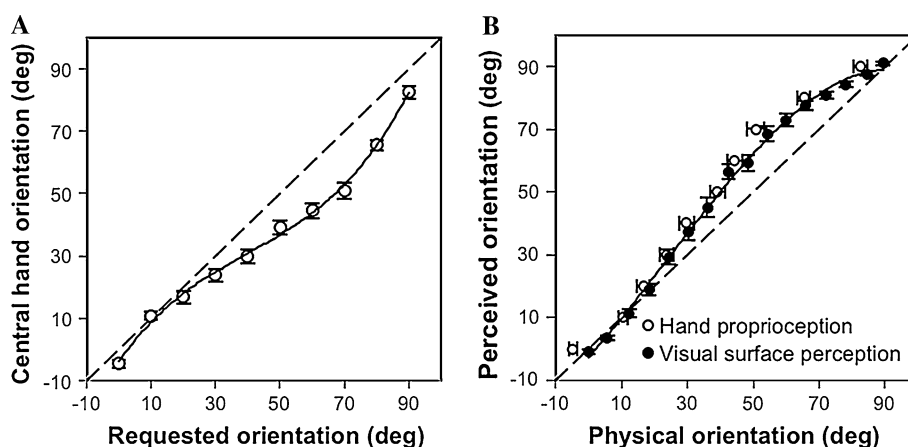 A
Central hand orientation (deg)
90
70
50
30
10
-10
-10 10 30 50 70 90
Requested orientation (deg)
B
Perceived orientation (deg)
90
70
50
30
10
-10
Hand proprioception
Visual surface perception
-10 10 30 50 70 90
Physical orientation (deg)